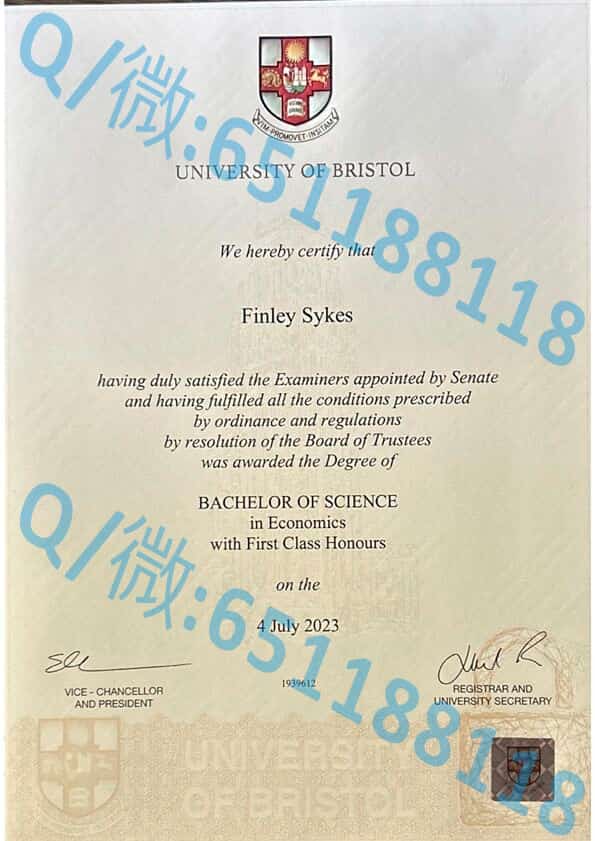 VIM·PROMOVET·INSITAM
UNIVERSITY OF BRISTOL
We hereby certify that
Finley Sykes
having duly satisfied the Examiners appointed by Senate
and having fulfilled all the conditions prescribed
by ordinance and regulations
by resolution of the Board of Trustees
was awarded the Degree of
BACHELOR OF SCIENCE
in Economics
with First Class Honours
on the
4 July 2023
VICE - CHANCELLOR
AND PRESIDENT
1939612
REGISTRAR AND
UNIVERSITY SECRETARY
UNIVERSITY
OF BRISTOL
Q/微:651188118
Q/微:651188118